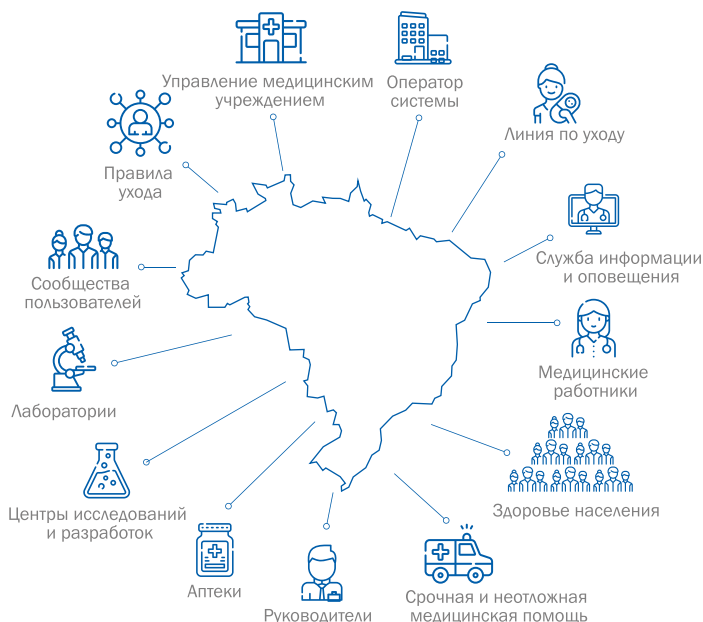 Управление медицинским
учреждением
Оператор
системы
Линия по уходу
Правила
ухода
Служба информации
и оповещения
Сообщества
пользователей
Медицинские
работники
Лаборатории
Здоровье населения
Центры исследований
и разработок
Аптеки
Руководители
Срочная и неотложная
медицинская помощь